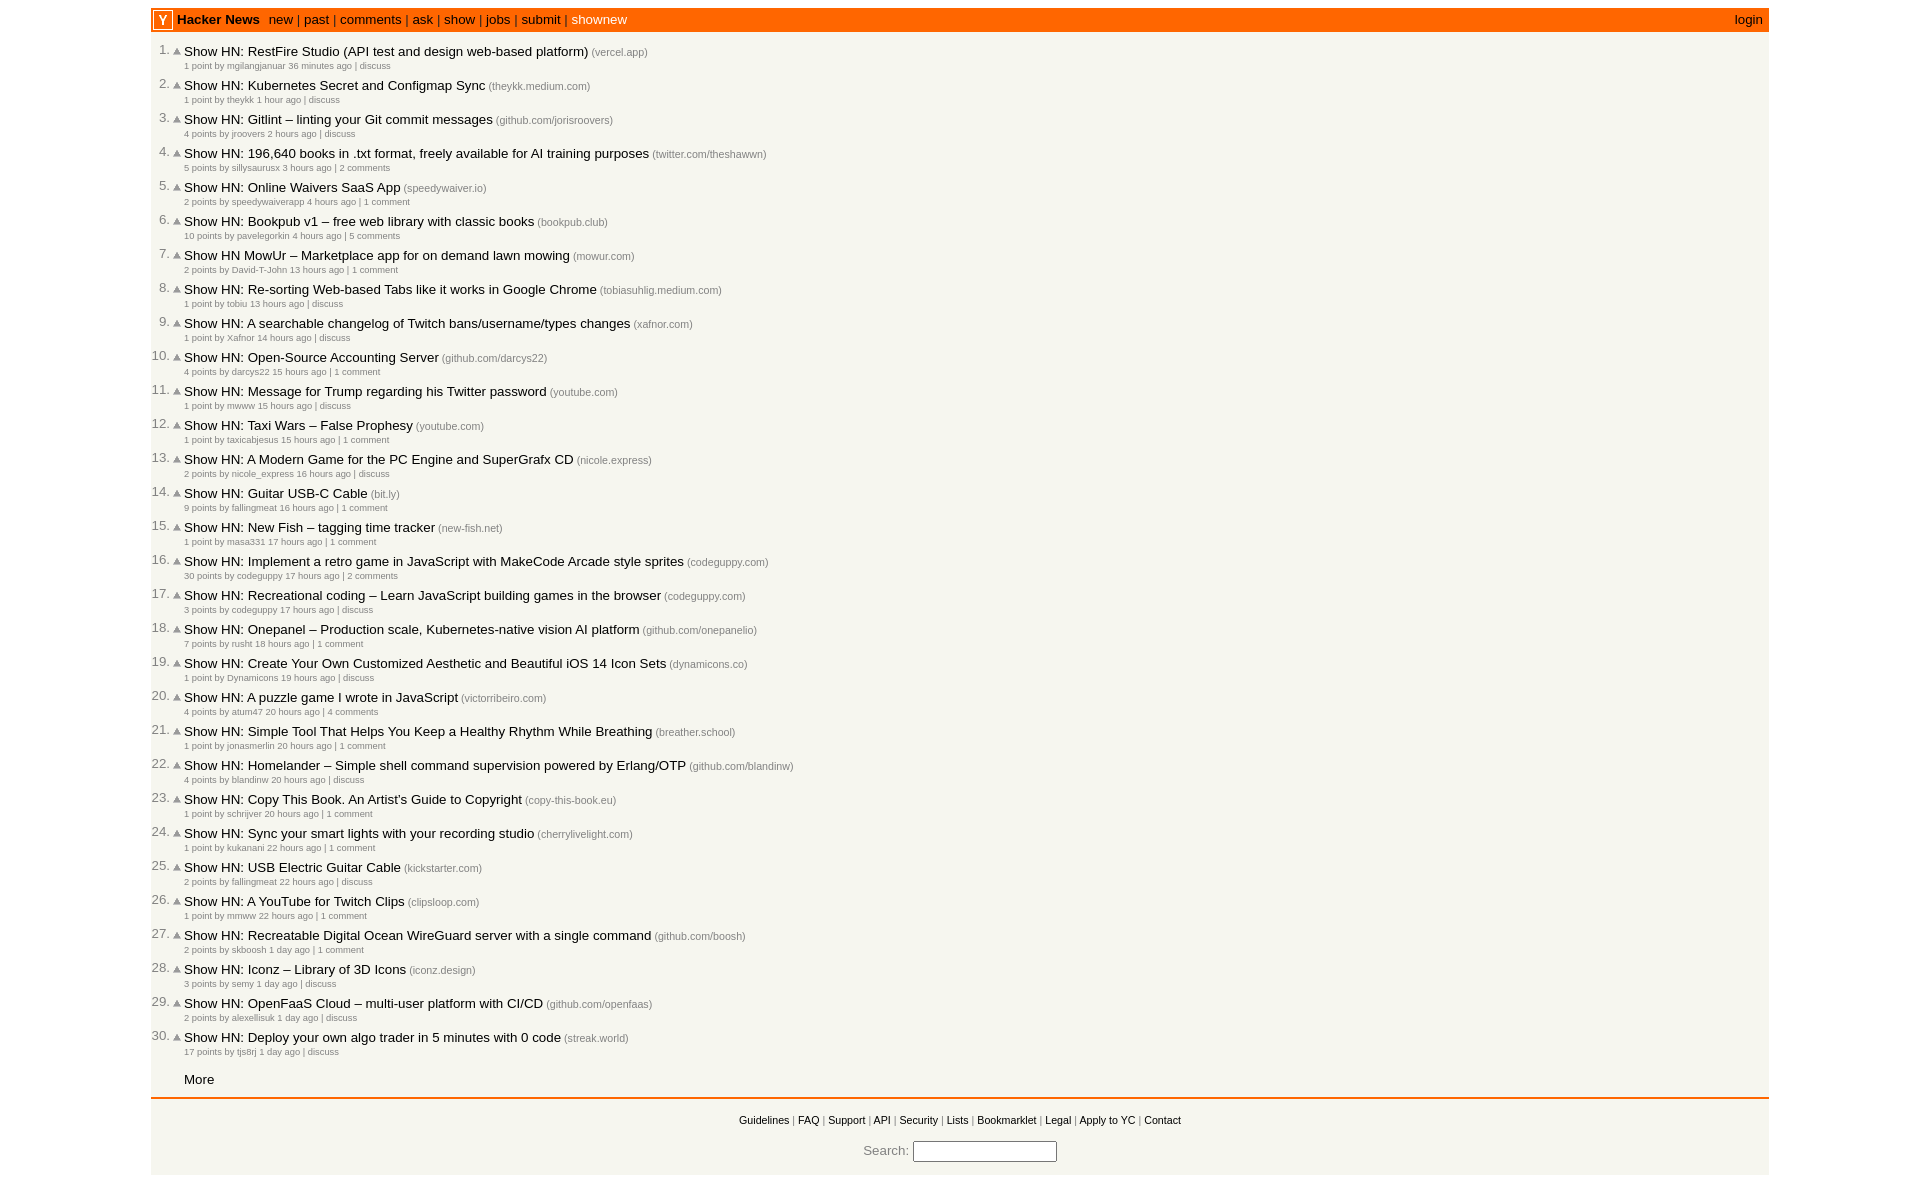 Y Hacker News new | past | comments | ask | show | jobs | submit | shownew login
1. Show HN: RestFire Studio (API test and design web-based platform) (vercel.app)
1 point by mgilangjanuar 36 minutes ago | discuss
2. Show HN: Kubernetes Secret and Configmap Sync (theykk.medium.com)
1 point by theykk 1 hour ago | discuss
3. Show HN: Gitlint – linting your Git commit messages (github.com/jorisroovers)
4 points by jroovers 2 hours ago | discuss
4. Show HN: 196,640 books in .txt format, freely available for AI training purposes (twitter.com/theshawwn)
5 points by sillysaurusx 3 hours ago | 2 comments
5. Show HN: Online Waivers SaaS App (speedywaiver.io)
2 points by speedywaiverapp 4 hours ago | 1 comment
6. Show HN: Bookpub v1 – free web library with classic books (bookpub.club)
10 points by pavelegorkin 4 hours ago | 5 comments
7. Show HN MowUr – Marketplace app for on demand lawn mowing (mowur.com)
2 points by David-T-John 13 hours ago | 1 comment
8. Show HN: Re-sorting Web-based Tabs like it works in Google Chrome (tobiasuhlig.medium.com)
1 point by tobiu 13 hours ago | discuss
9. Show HN: A searchable changelog of Twitch bans/username/types changes (xafnor.com)
1 point by Xafnor 14 hours ago | discuss
10. Show HN: Open-Source Accounting Server (github.com/darcys22)
4 points by darcys22 15 hours ago | 1 comment
11. Show HN: Message for Trump regarding his Twitter password (youtube.com)
1 point by mwww 15 hours ago | discuss
12. Show HN: Taxi Wars – False Prophesy (youtube.com)
1 point by taxicabjesus 15 hours ago | 1 comment
13. Show HN: A Modern Game for the PC Engine and SuperGrafx CD (nicole.express)
2 points by nicole_express 16 hours ago | discuss
14. Show HN: Guitar USB-C Cable (bit.ly)
9 points by fallingmeat 16 hours ago | 1 comment
15. Show HN: New Fish – tagging time tracker (new-fish.net)
1 point by masa331 17 hours ago | 1 comment
16. Show HN: Implement a retro game in JavaScript with MakeCode Arcade style sprites (codeguppy.com)
30 points by codeguppy 17 hours ago | 2 comments
17. Show HN: Recreational coding – Learn JavaScript building games in the browser (codeguppy.com)
3 points by codeguppy 17 hours ago | discuss
18. Show HN: Onepanel – Production scale, Kubernetes-native vision AI platform (github.com/onepanelio)
7 points by rusht 18 hours ago | 1 comment
19. Show HN: Create Your Own Customized Aesthetic and Beautiful iOS 14 Icon Sets (dynamicons.co)
1 point by Dynamicons 19 hours ago | discuss
20. Show HN: A puzzle game I wrote in JavaScript (victorribeiro.com)
4 points by atum47 20 hours ago | 4 comments
21. Show HN: Simple Tool That Helps You Keep a Healthy Rhythm While Breathing (breather.school)
1 point by jonasmerlin 20 hours ago | 1 comment
22. Show HN: Homelander – Simple shell command supervision powered by Erlang/OTP (github.com/blandinw)
4 points by blandinw 20 hours ago | discuss
23. Show HN: Copy This Book. An Artist's Guide to Copyright (copy-this-book.eu)
1 point by schrijver 20 hours ago | 1 comment
24. Show HN: Sync your smart lights with your recording studio (cherrylivelight.com)
1 point by kukanani 22 hours ago | 1 comment
25. Show HN: USB Electric Guitar Cable (kickstarter.com)
2 points by fallingmeat 22 hours ago | discuss
26. Show HN: A YouTube for Twitch Clips (clipsloop.com)
1 point by mmww 22 hours ago | 1 comment
27. Show HN: Recreatable Digital Ocean WireGuard server with a single command (github.com/boosh)
2 points by skboosh 1 day ago | 1 comment
28. Show HN: Iconz – Library of 3D Icons (iconz.design)
3 points by semy 1 day ago | discuss
29. Show HN: OpenFaaS Cloud – multi-user platform with CI/CD (github.com/openfaas)
2 points by alexellisuk 1 day ago | discuss
30. Show HN: Deploy your own algo trader in 5 minutes with 0 code (streak.world)
17 points by tjs8rj 1 day ago | discuss
More
Guidelines | FAQ | Support | API | Security | Lists | Bookmarklet | Legal | Apply to YC | Contact
Search: